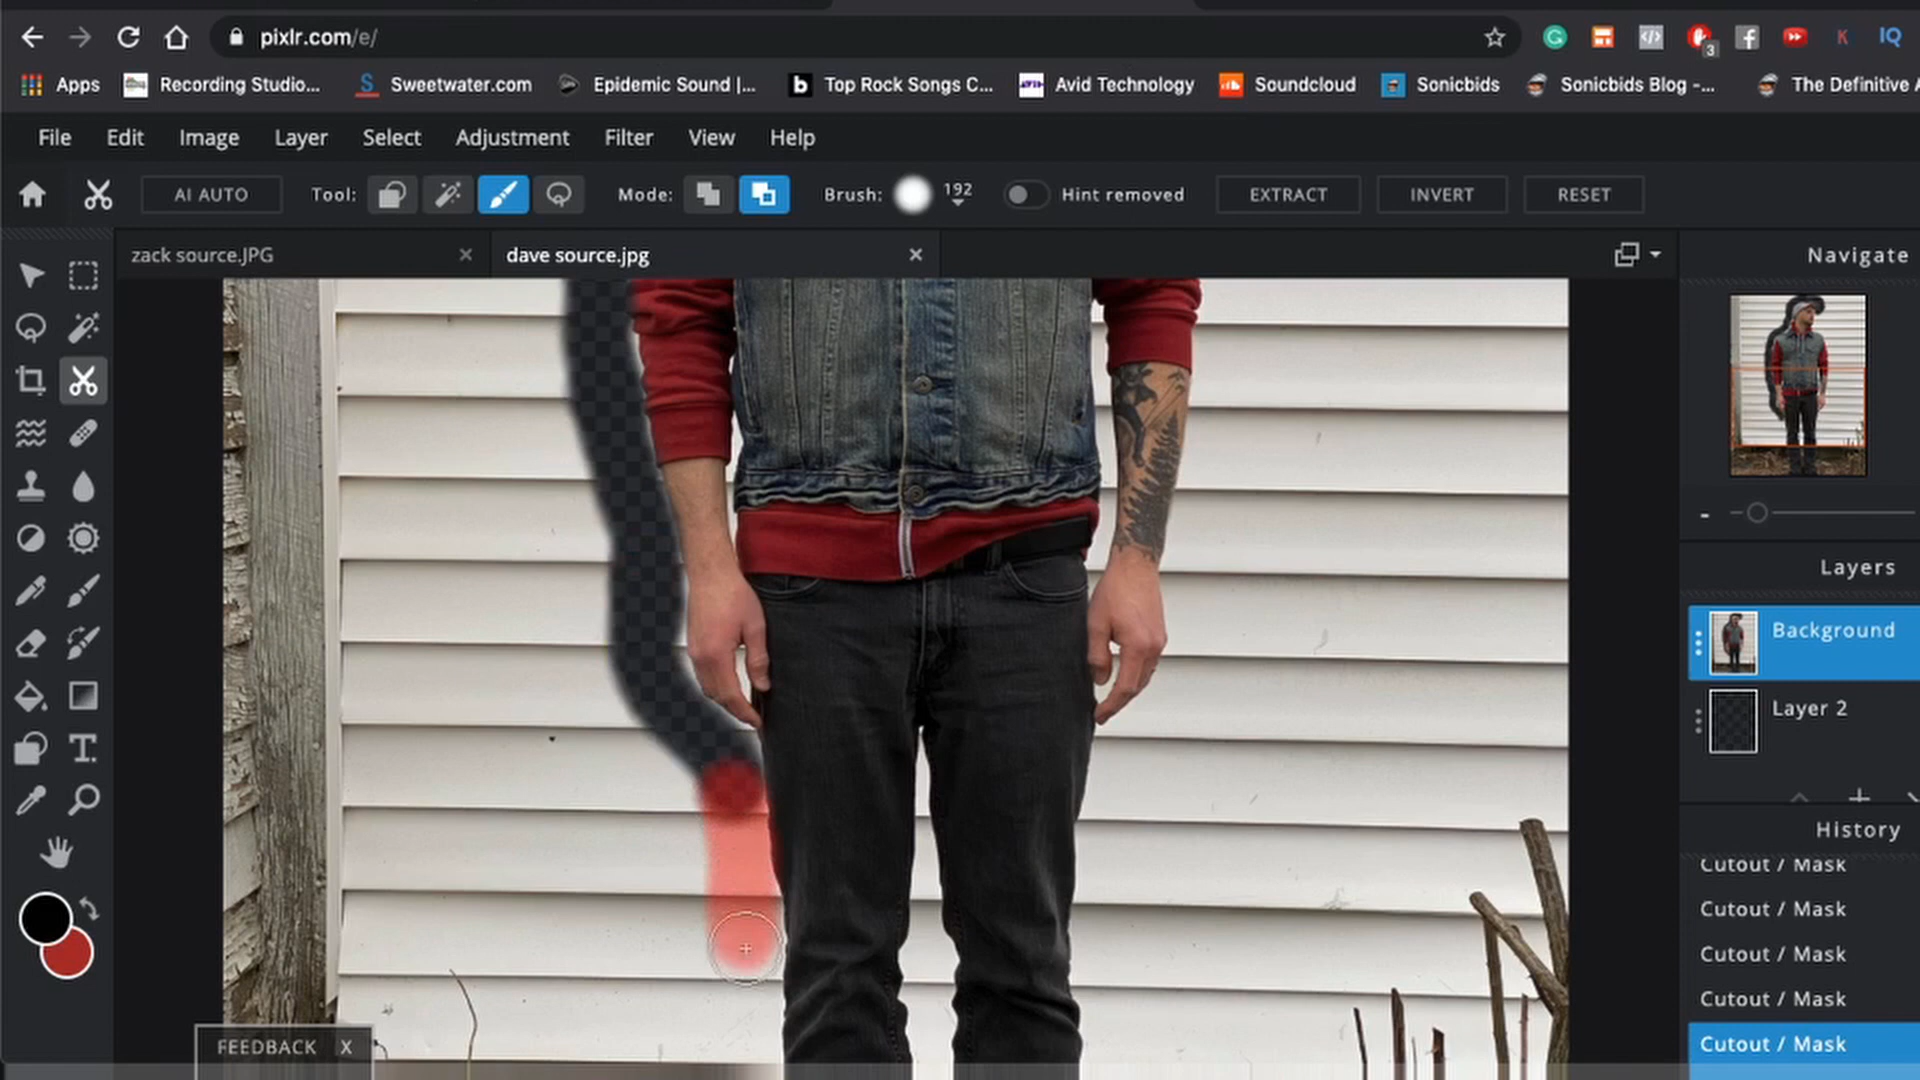 pixlr.com/e/
3
K
IQ
Apps
Recording Studio...
S
Sweetwater.com
Epidemic Sound |...
b
Top Rock Songs C...
AVID
Avid Technology
Soundcloud
Sonicbids
Sonicbids Blog -...
The Definitive A
File
Edit
Image
Layer
Select
Adjustment
Filter
View
Help
AI AUTO
Tool:
Mode:
Brush:
192
Hint removed
EXTRACT
INVERT
RESET
zack source.JPG
dave source.jpg
Navigate
Layers
Background
Layer 2
History
Cutout / Mask
Cutout / Mask
Cutout / Mask
Cutout / Mask
Cutout / Mask
FEEDBACK X